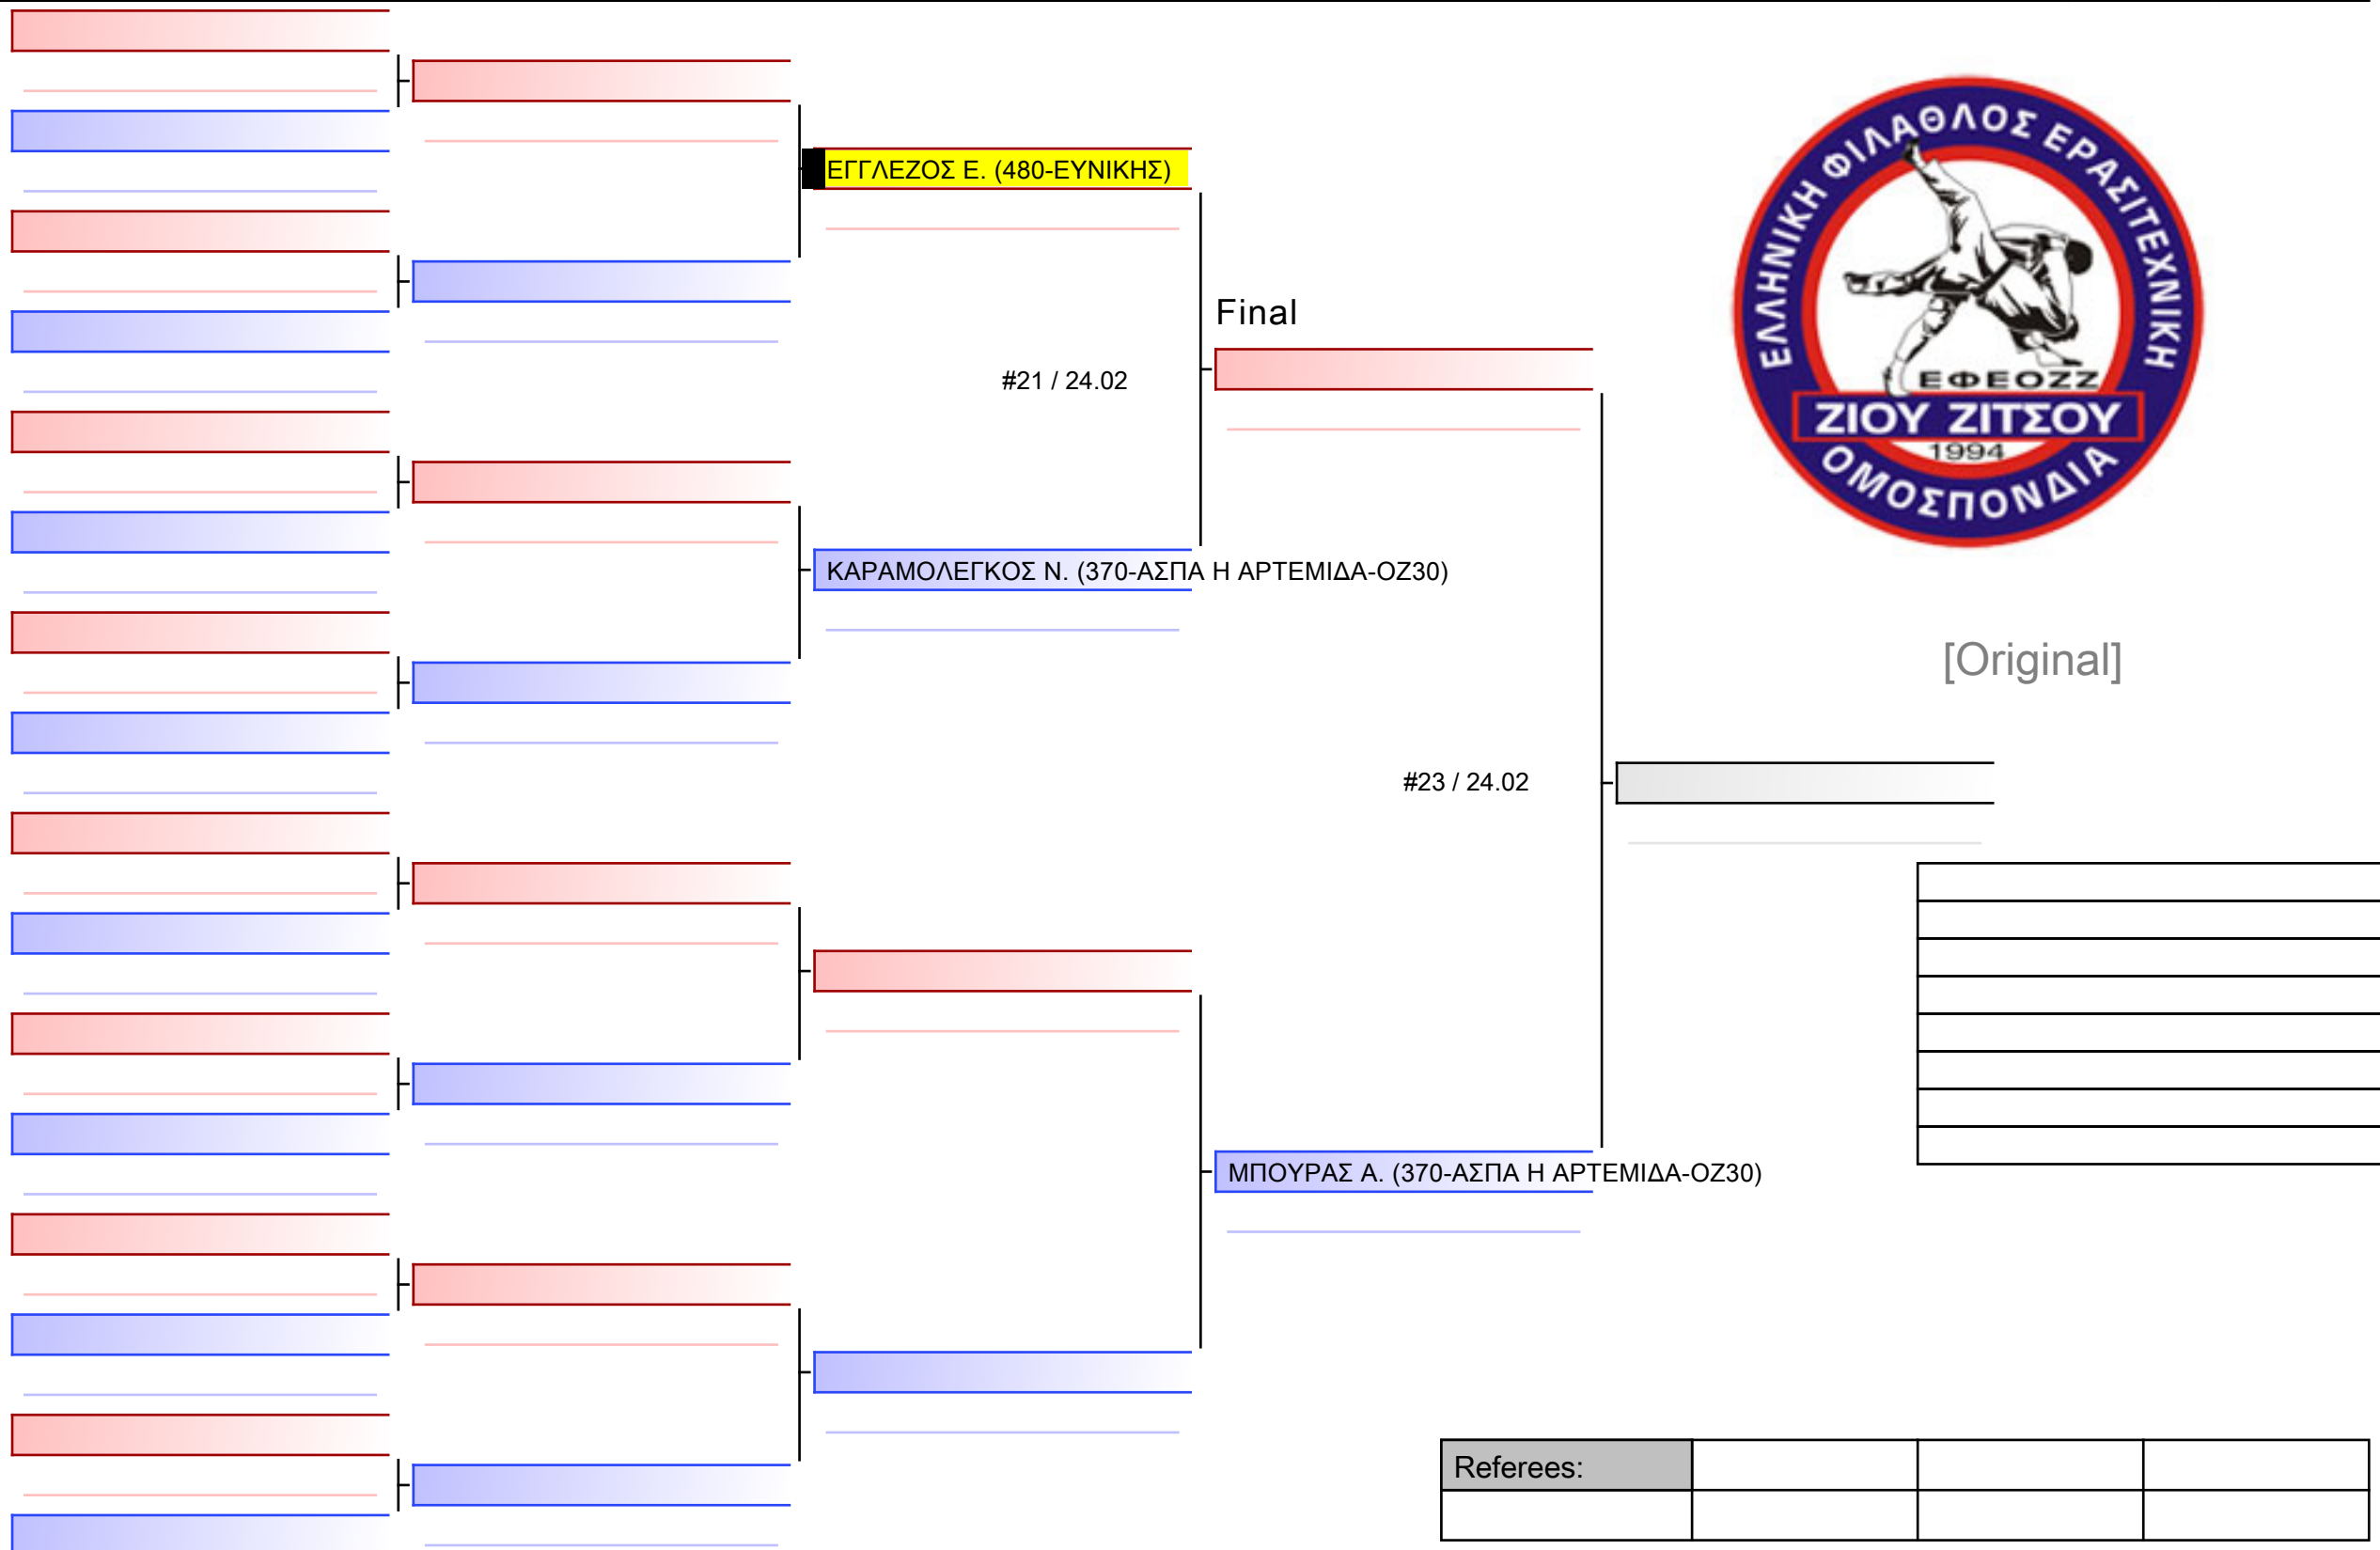 ΕΛΛΗΝΙΚΗ ΦΙΛΑΘΛΟΣ ΕΡΑΣΙΤΕΧΝΙΚΗ
ΕΓΓΛΕΖΟΣ Ε. (480-ΕΥΝΙΚΗΣ)
Final
#21 / 24.02
ΕΦΕΟΖΖ
ΖΙΟΥ ΖΙΤΣΟΥ
1994
ΟΜΟΣΠΟΝΔΙΑ
ΚΑΡΑΜΟΛΕΓΚΟΣ Ν. (370-ΑΣΠΑ Η ΑΡΤΕΜΙΔΑ-ΟΖ30)
[Original]
#23 / 24.02
ΜΠΟΥΡΑΣ Α. (370-ΑΣΠΑ Η ΑΡΤΕΜΙΔΑ-ΟΖ30)
Referees: